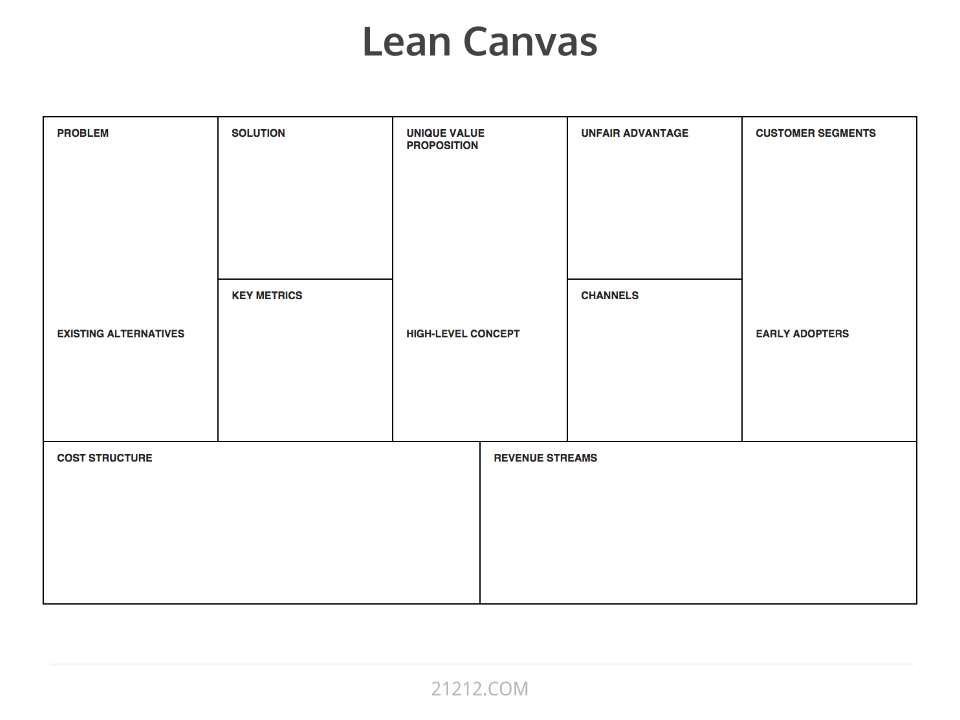 Lean Canvas
PROBLEM
EXISTING ALTERNATIVES
SOLUTION
KEY METRICS
UNIQUE VALUE
PROPOSITION
HIGH-LEVEL CONCEPT
UNFAIR ADVANTAGE
CHANNELS
CUSTOMER SEGMENTS
EARLY ADOPTERS
COST STRUCTURE
REVENUE STREAMS
21212.COM